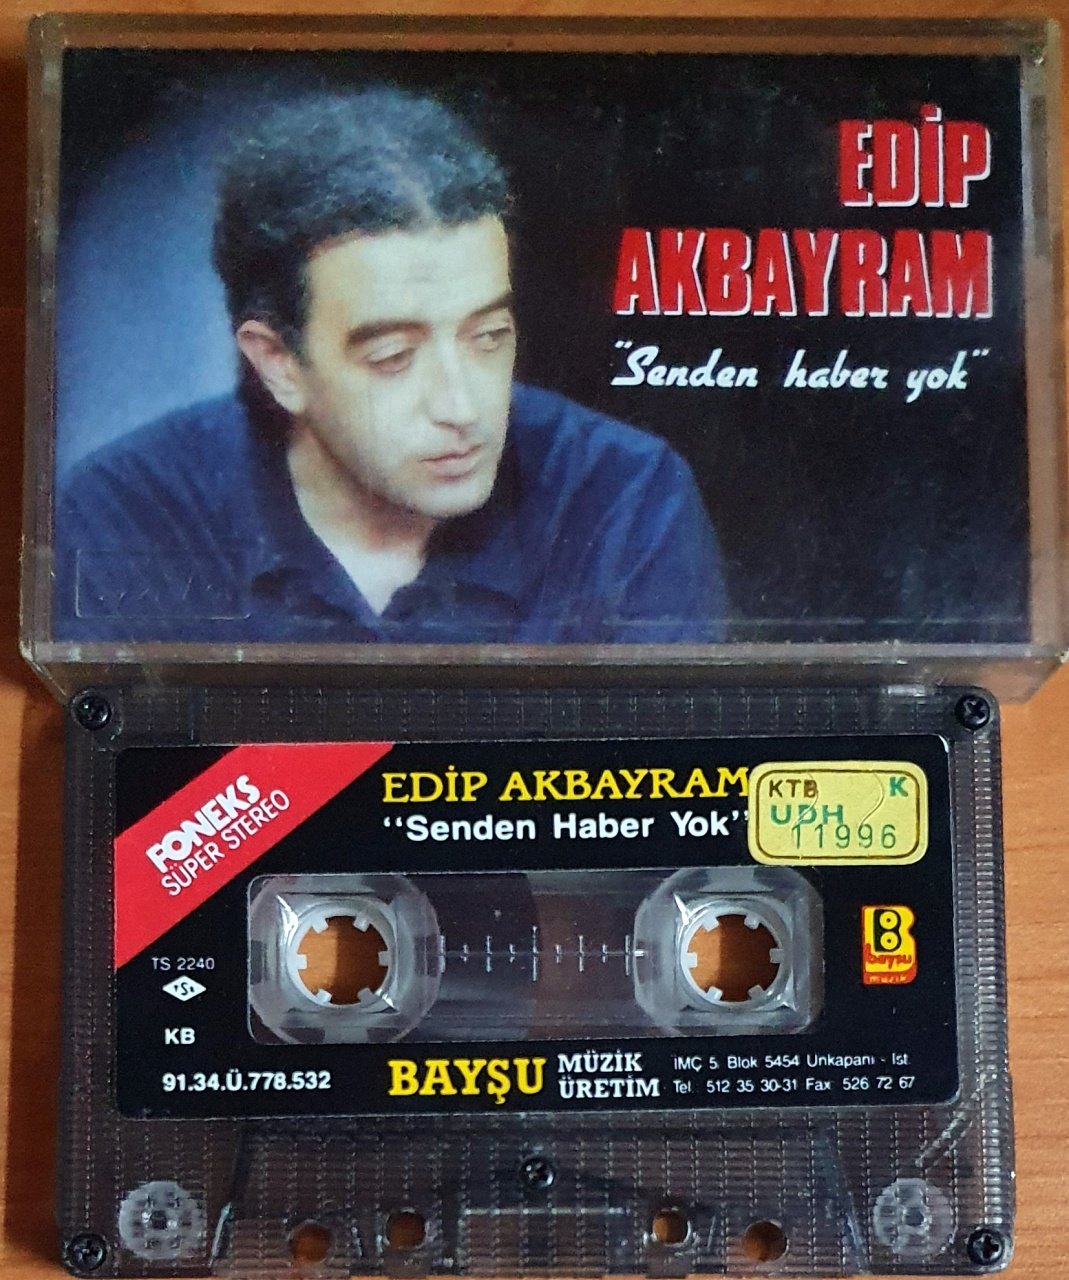 EDİP
AKBAYRAM
"Senden haber yok"
FONEKS
SÜPER STEREO
EDİP AKBAYRAM
"Senden Haber Yok"
KTB K
UDH
11996
TS 2240
TSE
KB
91.34.Ü.778.532
B
bayşu
müzik
BAYŞU MÜZİK ÜRETİM
İMÇ 5. Blok 5454 Unkapanı - İst.
Tel. 512 35 30-31 Fax: 526 72 67